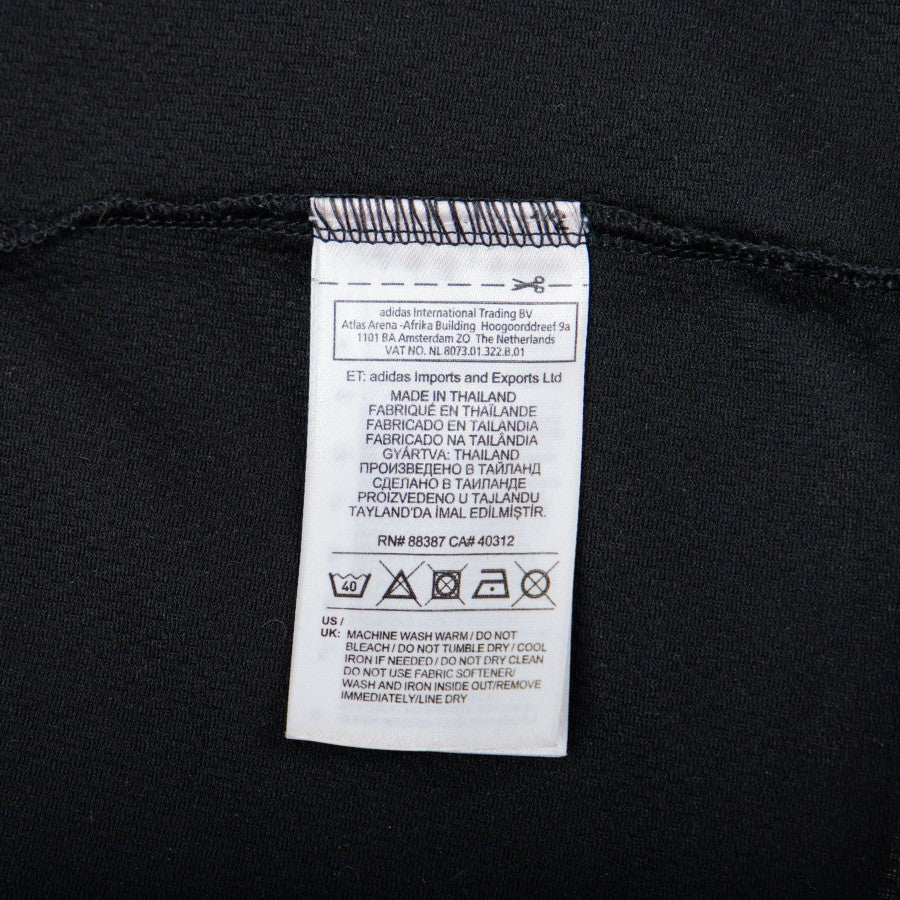 adidas International Trading BV
Atlas Arena -Afrika Building Hoogoorddreef 9a
1101 BA Amsterdam ZO The Netherlands
VAT NO. NL 8073.01.322.B.01
ET: adidas Imports and Exports Ltd
MADE IN THAILAND
FABRIQUÉ EN THAÏLANDE
FABRICADO EN TAILANDIA
FABRICADO NA TAILÂNDIA
GYÁRTVA: THAILAND
ПРОИЗВЕДЕНО В ТАЙЛАНД
СДЕЛАНО В ТАИЛАНДЕ
PROIZVEDENO U TAJLANDU
TAYLAND'DA İMAL EDİLMİŞTİR.
RN# 88387 CA# 40312
40
US /
UK: MACHINE WASH WARM / DO NOT
BLEACH / DO NOT TUMBLE DRY / COOL
IRON IF NEEDED / DO NOT DRY CLEAN
DO NOT USE FABRIC SOFTENER/
WASH AND IRON INSIDE OUT/REMOVE
IMMEDIATELY/LINE DRY